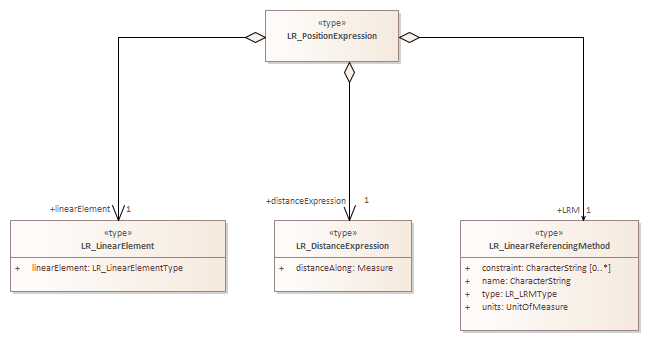 «type»
LR_PositionExpression
+linearElement 1
+distanceExpression 1
+LRM 1
«type»
LR_LinearElement
+ linearElement: LR_LinearElementType
«type»
LR_DistanceExpression
+ distanceAlong: Measure
«type»
LR_LinearReferencingMethod
+ constraint: CharacterString [0..*]
+ name: CharacterString
+ type: LR_LRMType
+ units: UnitOfMeasure